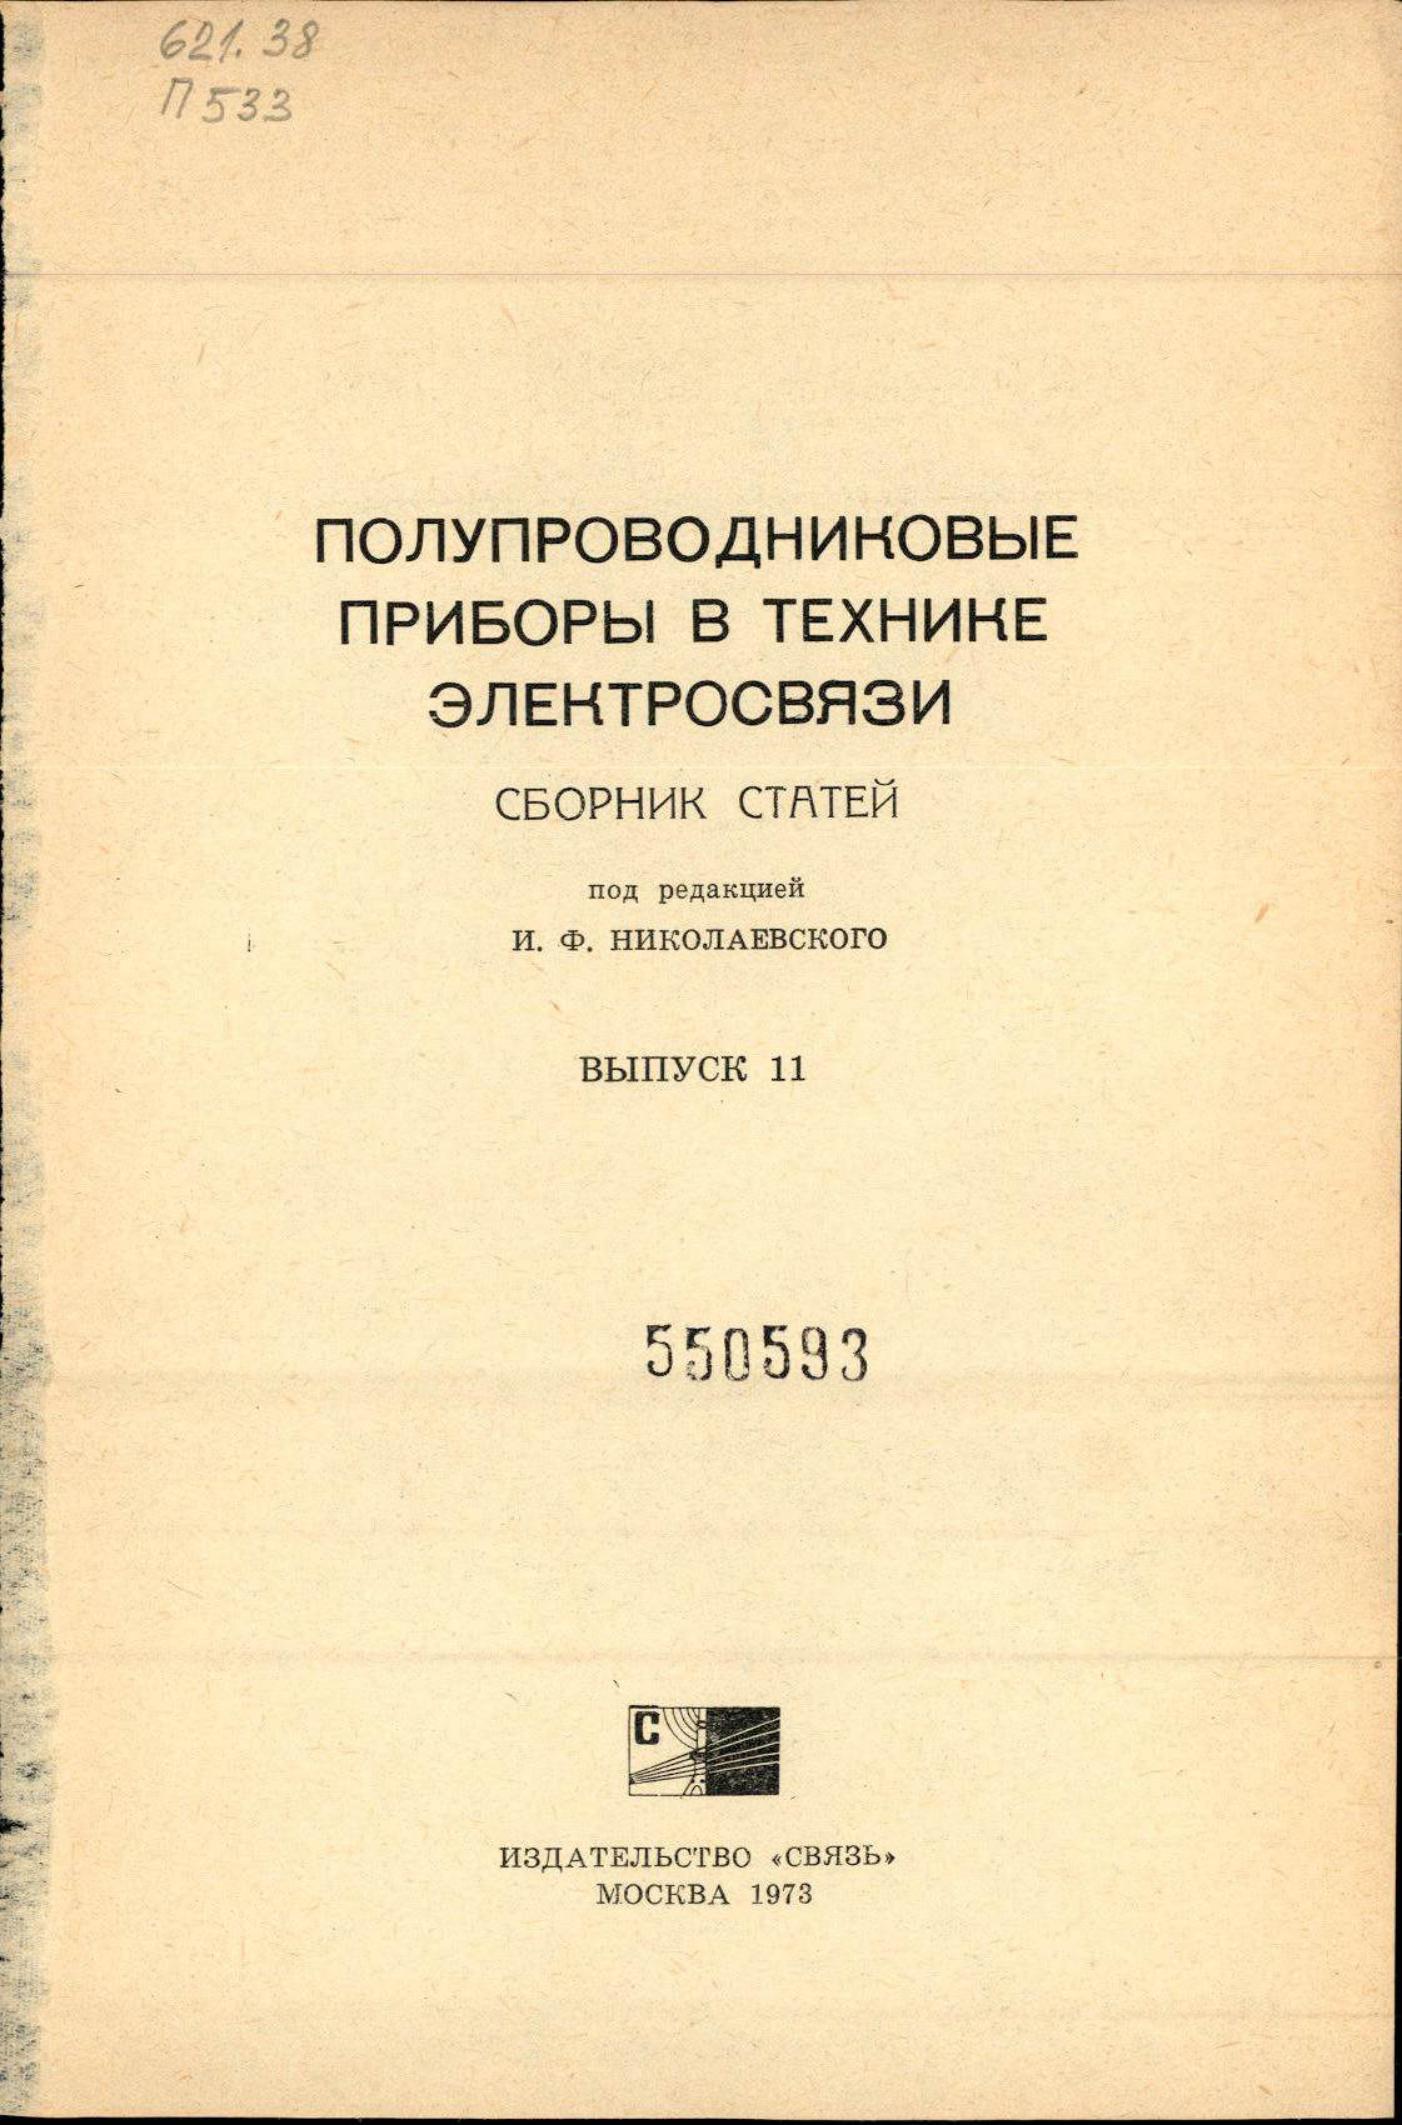 621.38
П533
ПОЛУПРОВОДНИКОВЫЕ
ПРИБОРЫ В ТЕХНИКЕ
ЭЛЕКТРОСВЯЗИ
СБОРНИК СТАТЕЙ
под редакцией
И. Ф. НИКОЛАЕВСКОГО
ВЫПУСК 11
550593
С
ИЗДАТЕЛЬСТВО «СВЯЗЬ»
МОСКВА 1973